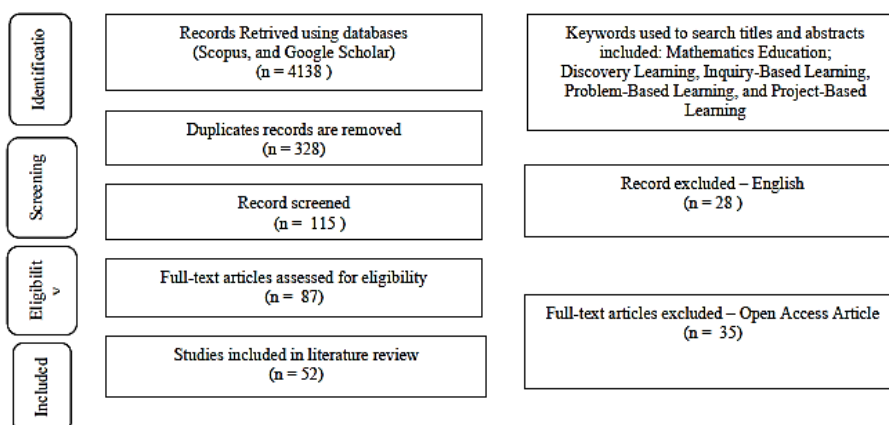 Identificatio
Records Retrived using databases
(Scopus, and Google Scholar)
(n = 4138 )
Keywords used to search titles and abstracts
included: Mathematics Education;
Discovery Learning, Inquiry-Based Learning,
Problem-Based Learning, and Project-Based
Learning
Duplicates records are removed
(n = 328)
Screening
Record screened
(n = 115 )
Record excluded – English
(n = 28 )
Eligibilit
y
Full-text articles assessed for eligibility
(n = 87)
Full-text articles excluded – Open Access Article
(n = 35)
Included
Studies included in literature review
(n = 52)